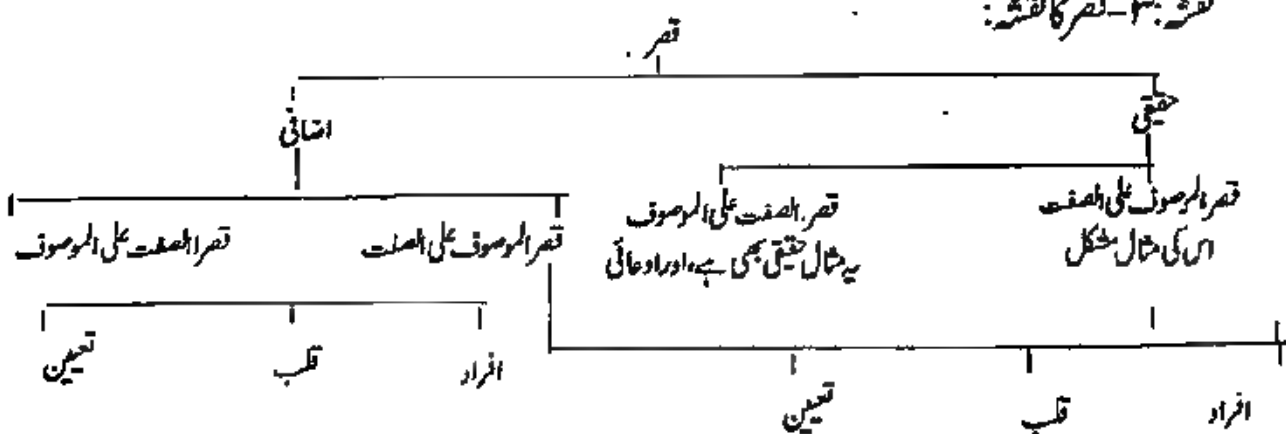 نقشہ: ۳ - قصر کا نقشہ:
قصر
حقیقی
اضافی
قصر الموصوف علی الصفت
اس کی مثال مشکل
قصر الصفت علی الموصوف
یہ مثال حقیقی بھی ہے، اور ادعائی
قصر الموصوف علی الصفت
قصر الصفت علی الموصوف
افراد
قلب
تعیین
افراد
قلب
تعیین